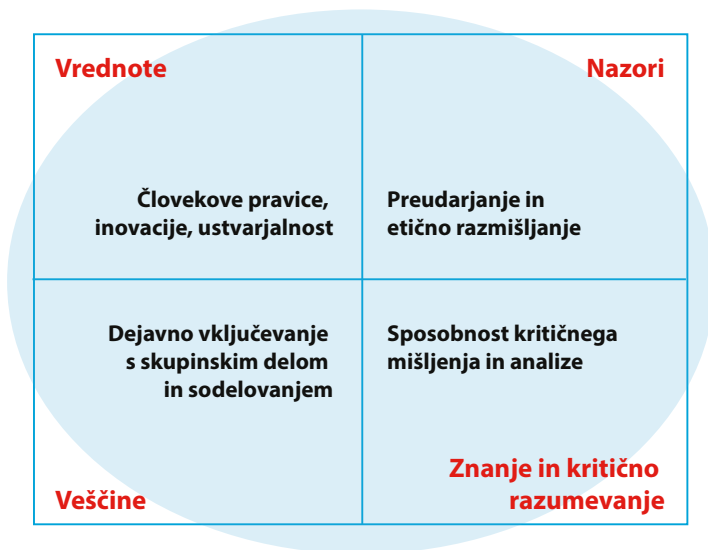 Vrednote
Nazori
Človekove pravice,
inovacije, ustvarjalnost
Preudarjanje in
etično razmišljanje
Dejavno vključevanje
s skupinskim delom
in sodelovanjem
Sposobnost kritičnega
mišljenja in analize
Veščine
Znanje in kritično
razumevanje